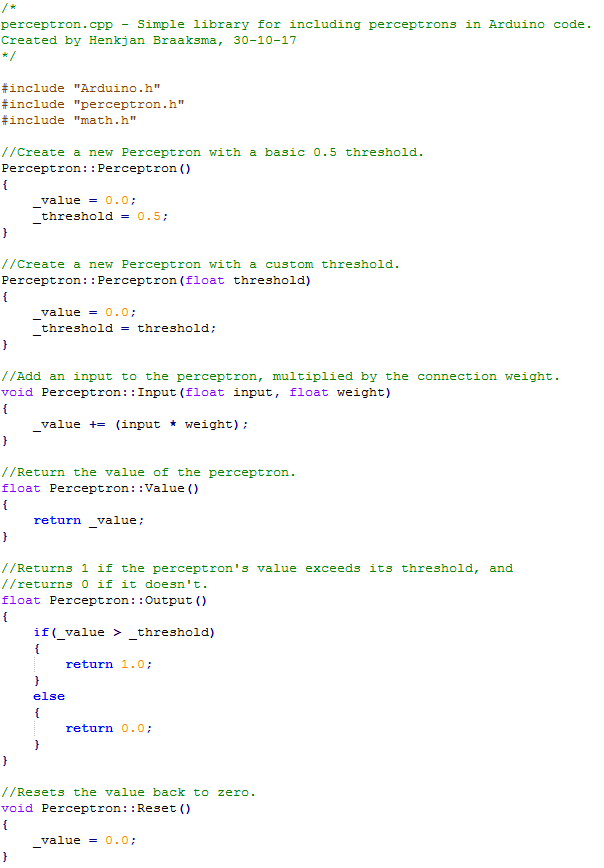 /*
perceptron.cpp - Simple library for including perceptrons in Arduino code.
Created by Henkjan Braaksma, 30-10-17
*/

#include "Arduino.h"
#include "perceptron.h"
#include "math.h"

//Create a new Perceptron with a basic 0.5 threshold.
Perceptron::Perceptron()
{
    _value = 0.0;
    _threshold = 0.5;
}

//Create a new Perceptron with a custom threshold.
Perceptron::Perceptron(float threshold)
{
    _value = 0.0;
    _threshold = threshold;
}

//Add an input to the perceptron, multiplied by the connection weight.
void Perceptron::Input(float input, float weight)
{
    _value += (input * weight);
}

//Return the value of the perceptron.
float Perceptron::Value()
{
    return _value;
}

//Returns 1 if the perceptron's value exceeds its threshold, and
//returns 0 if it doesn't.
float Perceptron::Output()
{
    if(_value > _threshold)
    {
        return 1.0;
    }
    else
    {
        return 0.0;
    }
}

//Resets the value back to zero.
void Perceptron::Reset()
{
    _value = 0.0;
}